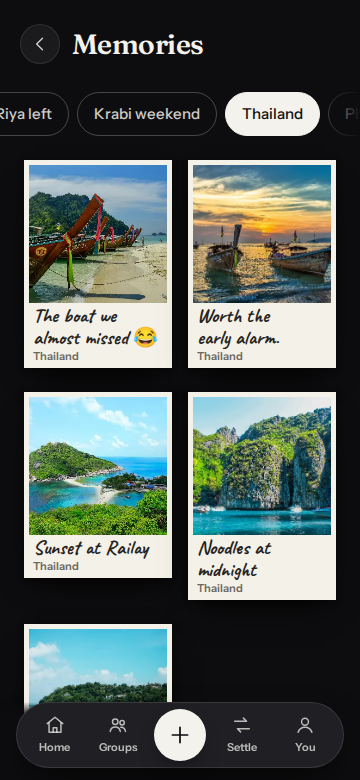 Memories
Riya left
Krabi weekend
Thailand
The boat we
almost missed 😂
Thailand
Worth the
early alarm.
Thailand
Sunset at Railay
Thailand
Noodles at
midnight
Thailand
Home
Groups
Settle
You